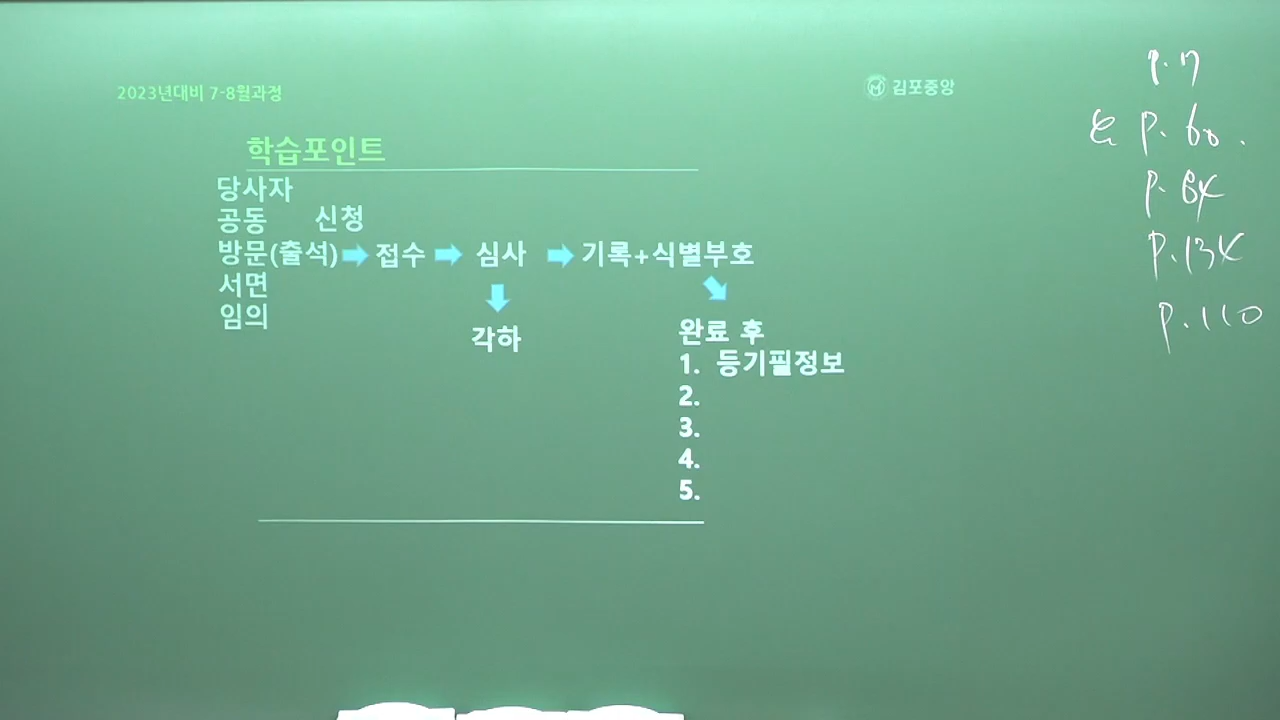 2023년대비 7-8월과정
김포중앙
학습포인트
당사자
공동 신청
방문(출석) 접수 심사 기록+식별부호
서면
임의
각하
완료 후
1. 등기필정보
2.
3.
4.
5.
p.7
p.60.
p.84
p.134
p.110